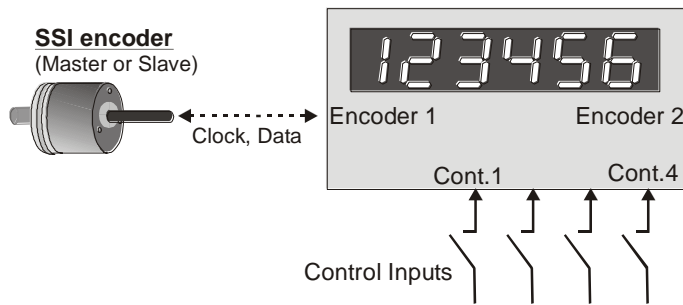 SSI encoder
(Master or Slave)
123456
Encoder 1 Encoder 2
Clock, Data
Cont.1 Cont.4
Control Inputs